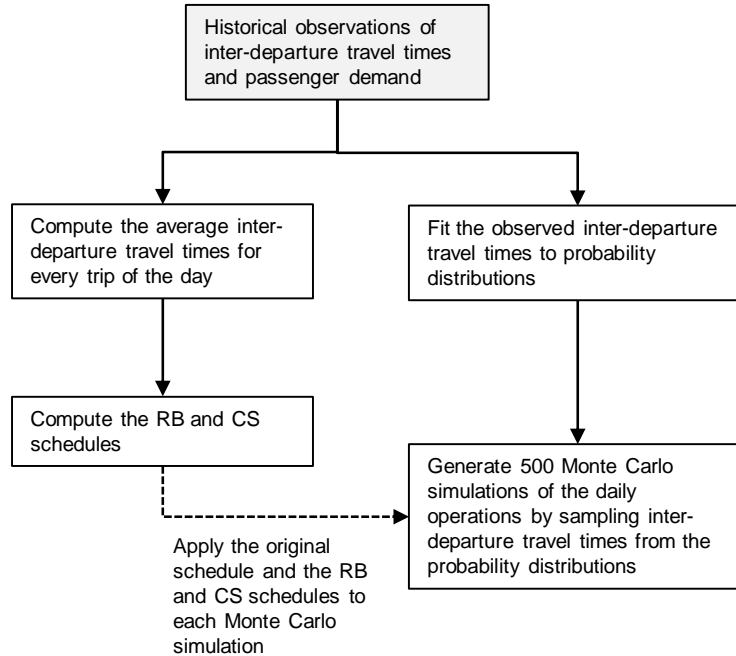 Historical observations of
inter-departure travel times
and passenger demand
Compute the average inter-
departure travel times for
every trip of the day
Fit the observed inter-departure
travel times to probability
distributions
Compute the RB and CS
schedules
Generate 500 Monte Carlo
simulations of the daily
operations by sampling inter-
departure travel times from the
probability distributions
Apply the original
schedule and the RB
and CS schedules to
each Monte Carlo
simulation